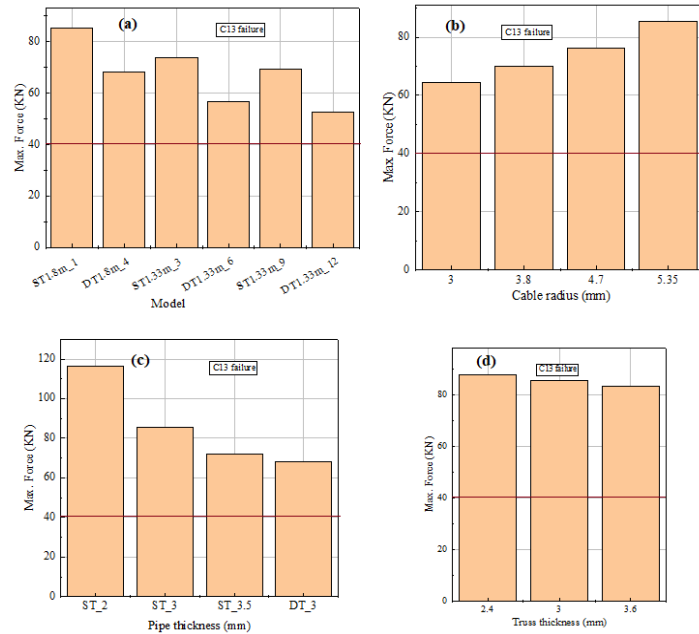 (a)
C13 failure
Max. Force (KN)
80
60
40
20
0
ST1.8m_1
DT1.8m_4
ST1.33m_3
DT1.33m_6
ST1.33m_9
DT1.33m_12
Model
(b)
C13 failure
Max. Force (KN)
80
60
40
20
0
3
3.8
4.7
5.35
Cable radius (mm)
(c)
C13 failure
Max. Force (KN)
120
100
80
60
40
20
0
ST_2
ST_3
ST_3.5
DT_3
Pipe thickness (mm)
(d)
C13 failure
Max. Force (KN)
80
60
40
20
0
2.4
3
3.6
Truss thickness (mm)